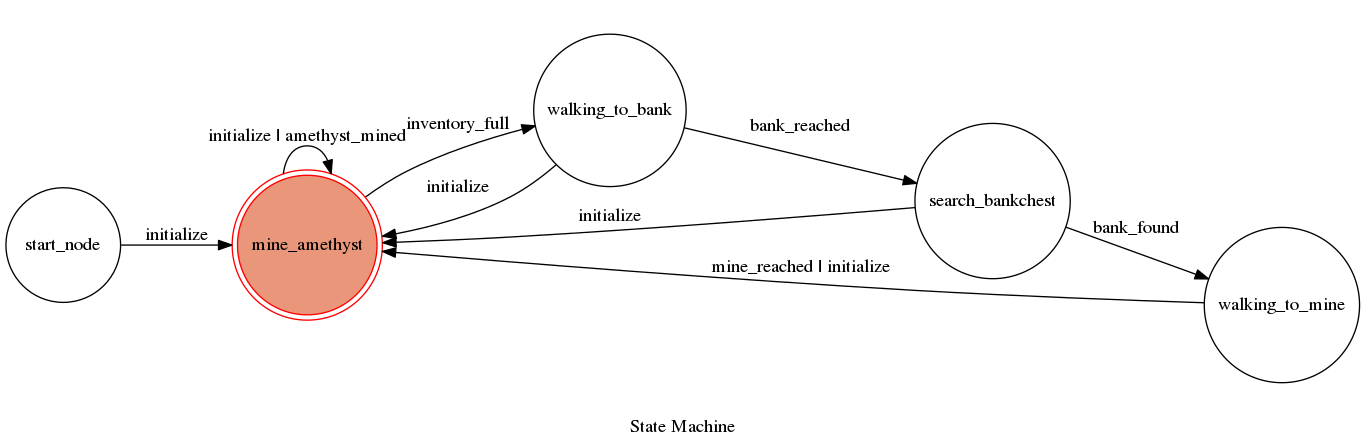 initialize | amethyst_mined
inventory_full
walking_to_bank
bank_reached
initialize
search_bankchest
initialize
bank_found
start_node
initialize
mine_amethyst
mine_reached | initialize
walking_to_mine
State Machine